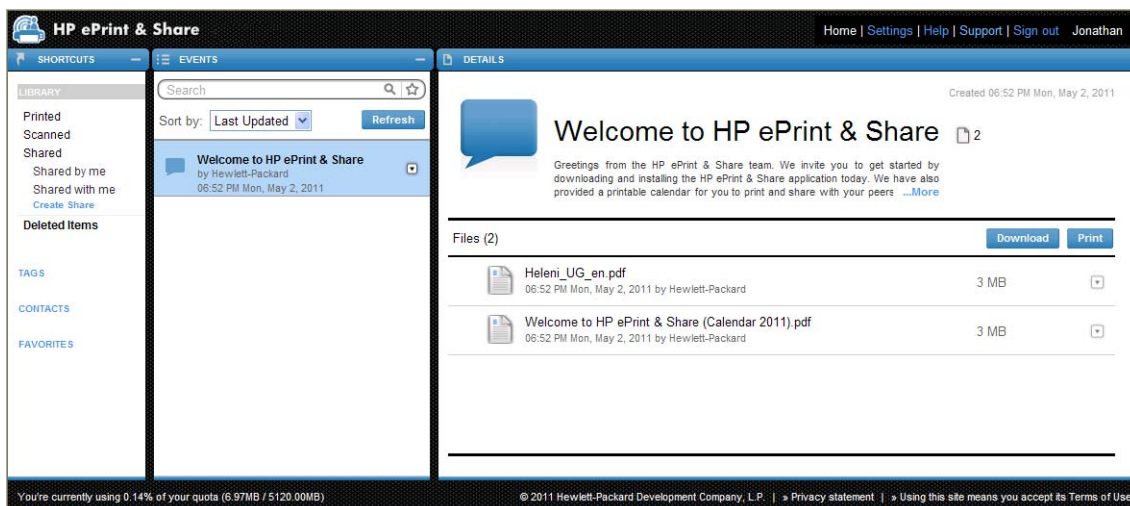 HP ePrint & Share
Home | Settings | Help | Support | Sign out Jonathan
SHORTCUTS
LIBRARY
Printed
Scanned
Shared
Shared by me
Shared with me
Create Share
Deleted Items
TAGS
CONTACTS
FAVORITES
EVENTS
Search
Sort by: Last Updated Refresh
Welcome to HP ePrint & Share
by Hewlett-Packard
06:52 PM Mon, May 2, 2011
DETAILS
Created 06:52 PM Mon, May 2, 2011
Welcome to HP ePrint & Share 2
Greetings from the HP ePrint & Share team. We invite you to get started by
downloading and installing the HP ePrint & Share application today. We have also
provided a printable calendar for you to print and share with your peers ...More
Files (2) Download Print
Heleni_UG_en.pdf
06:52 PM Mon, May 2, 2011 by Hewlett-Packard
3 MB
Welcome to HP ePrint & Share (Calendar 2011).pdf
06:52 PM Mon, May 2, 2011 by Hewlett-Packard
3 MB
You're currently using 0.14% of your quota (6.97MB / 5120.00MB)
© 2011 Hewlett-Packard Development Company, L.P. | » Privacy statement | » Using this site means you accept its Terms of Use